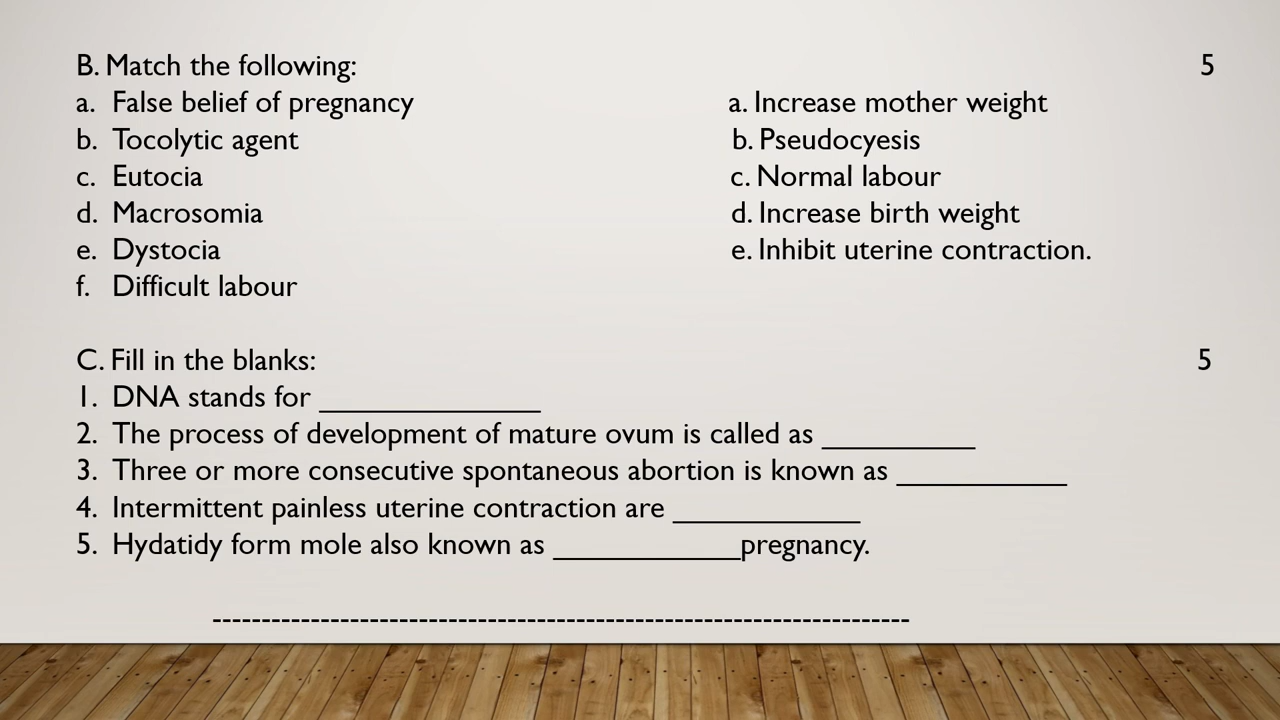 B. Match the following: 5
a. False belief of pregnancy a. Increase mother weight
b. Tocolytic agent b. Pseudocyesis
c. Eutocia c. Normal labour
d. Macrosomia d. Increase birth weight
e. Dystocia e. Inhibit uterine contraction.
f. Difficult labour
C. Fill in the blanks: 5
1. DNA stands for ______________
2. The process of development of mature ovum is called as __________
3. Three or more consecutive spontaneous abortion is known as ___________
4. Intermittent painless uterine contraction are ____________
5. Hydatidy form mole also known as ____________pregnancy.
-----------------------------------------------------------------------